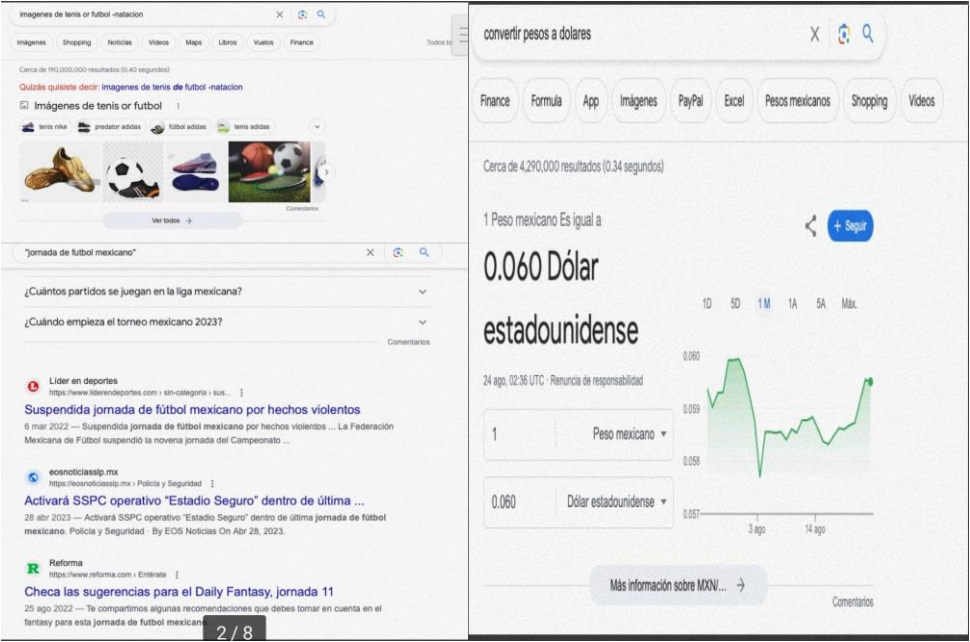 imagenes de tenis or futbol -natacion
Imágenes Shopping Noticias Videos Maps Libros Vuelos Finance Todos lo
Cerca de 190,000,000 resultados (0.40 segundos)
Quizás quisiste decir: imagenes de tenis de futbol -natacion
Imágenes de tenis or futbol
tenis nike predator adidas fútbol adidas tenis adidas
Comentarios
Ver todos →
"jornada de futbol mexicano"
¿Cuántos partidos se juegan en la liga mexicana?
¿Cuándo empieza el torneo mexicano 2023?
Comentarios
Líder en deportes
https://www.liderendeportes.com › sin-categoria › sus...
Suspendida jornada de fútbol mexicano por hechos violentos
6 mar 2022 — Suspendida jornada de fútbol mexicano por hechos violentos ... La Federación
Mexicana de Fútbol suspendió la novena jornada del Campeonato ...
eosnoticiasslp.mx
https://eosnoticiasslp.mx › Policía y Seguridad
Activará SSPC operativo “Estadio Seguro” dentro de última ...
28 abr 2023 — Activará SSPC operativo “Estadio Seguro” dentro de última jornada de fútbol
mexicano. Policía y Seguridad · By EOS Noticias On Abr 28, 2023.
Reforma
https://www.reforma.com › Entérate
Checa las sugerencias para el Daily Fantasy, jornada 11
25 ago 2022 — Te compartimos algunas recomendaciones que debes tomar en cuenta en el
fantasy para esta jornada de futbol mexicano.
2 / 8
convertir pesos a dolares
Finance Formula App Imágenes PayPal Excel Pesos mexicanos Shopping Videos
Cerca de 4,290,000 resultados (0.34 segundos)
1 Peso mexicano Es igual a
+ Seguir
0.060 Dólar
estadounidense
24 ago, 02:36 UTC · Renuncia de responsabilidad
1 Peso mexicano
0.060 Dólar estadounidense
1D 5D 1M 1A 5A Máx.
0.060
0.059
0.058
0.057
3 ago 14 ago
Más información sobre MXN/... →
Comentarios